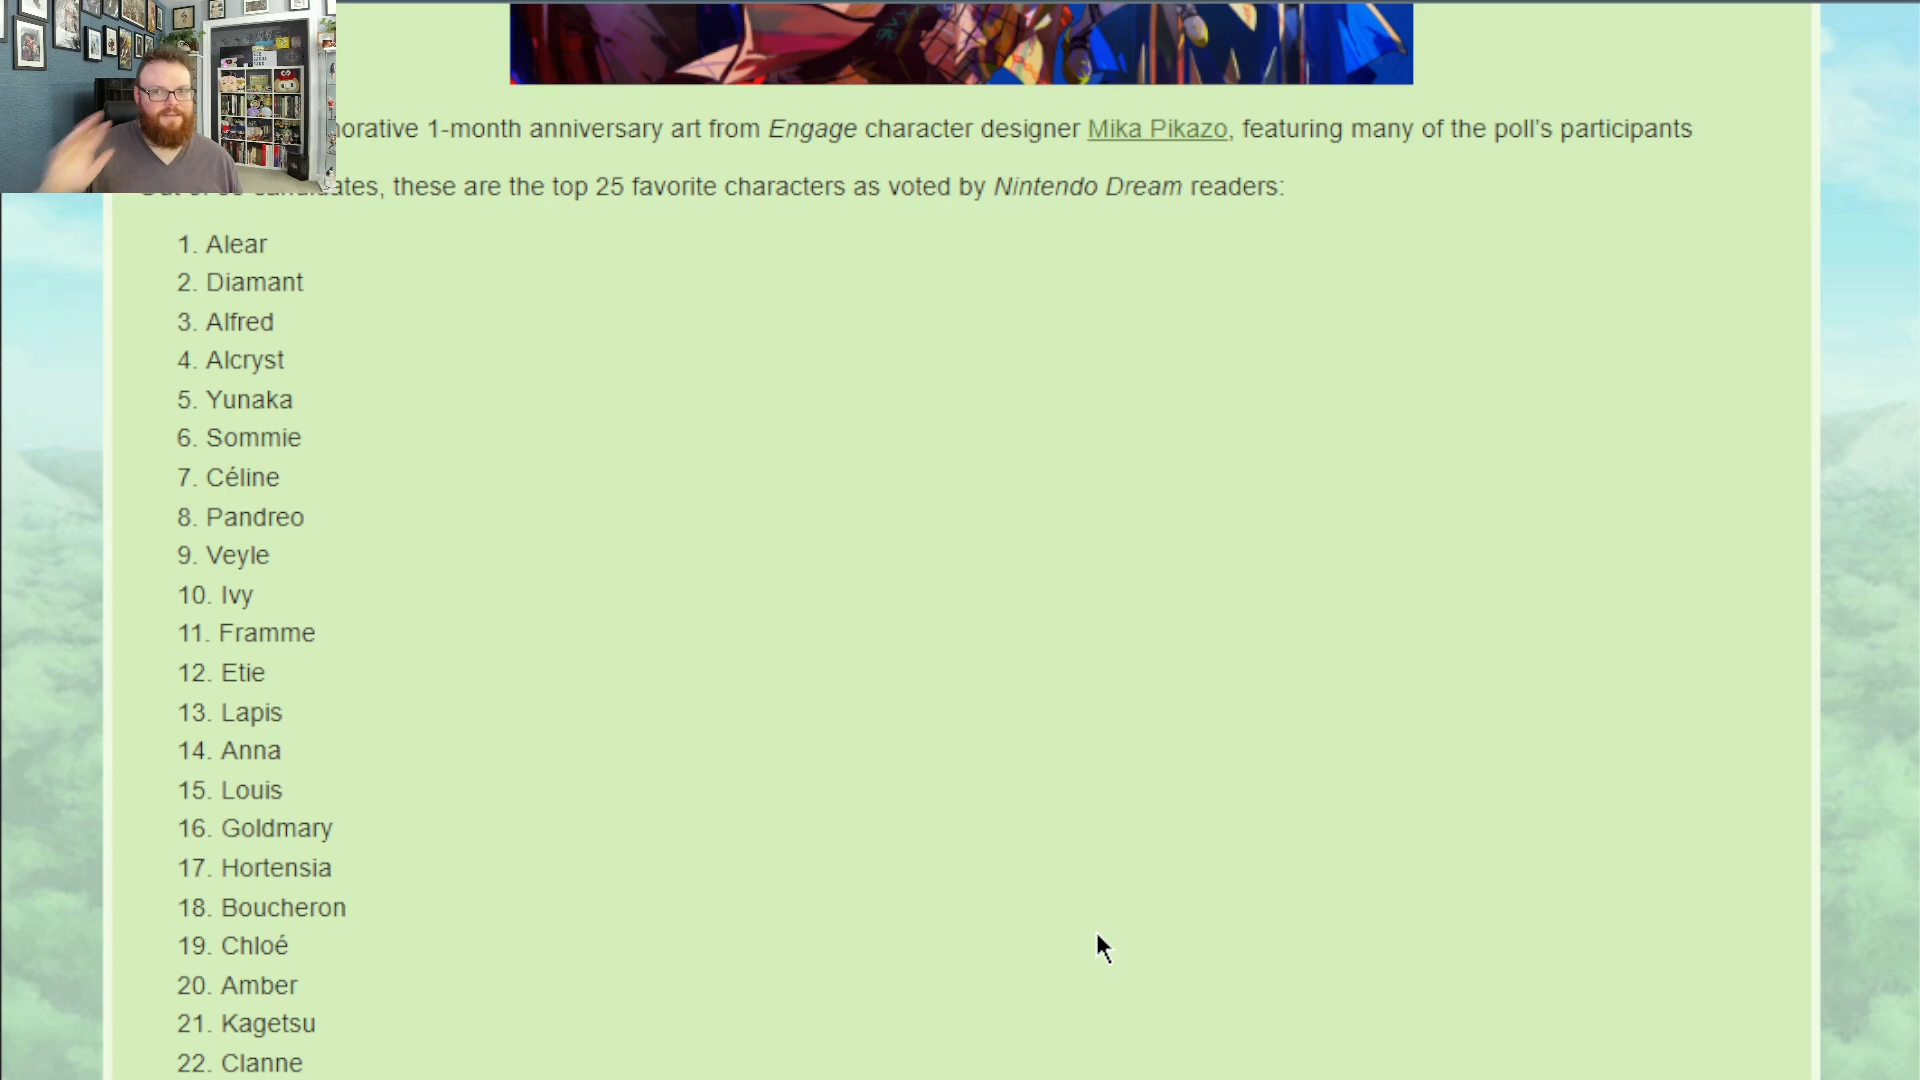 orative 1-month anniversary art from Engage character designer Mika Pikazo, featuring many of the poll's participants
these are the top 25 favorite characters as voted by Nintendo Dream readers:
1. Alear
2. Diamant
3. Alfred
4. Alcryst
5. Yunaka
6. Sommie
7. Céline
8. Pandreo
9. Veyle
10. Ivy
11. Framme
12. Etie
13. Lapis
14. Anna
15. Louis
16. Goldmary
17. Hortensia
18. Boucheron
19. Chloé
20. Amber
21. Kagetsu
22. Clanne